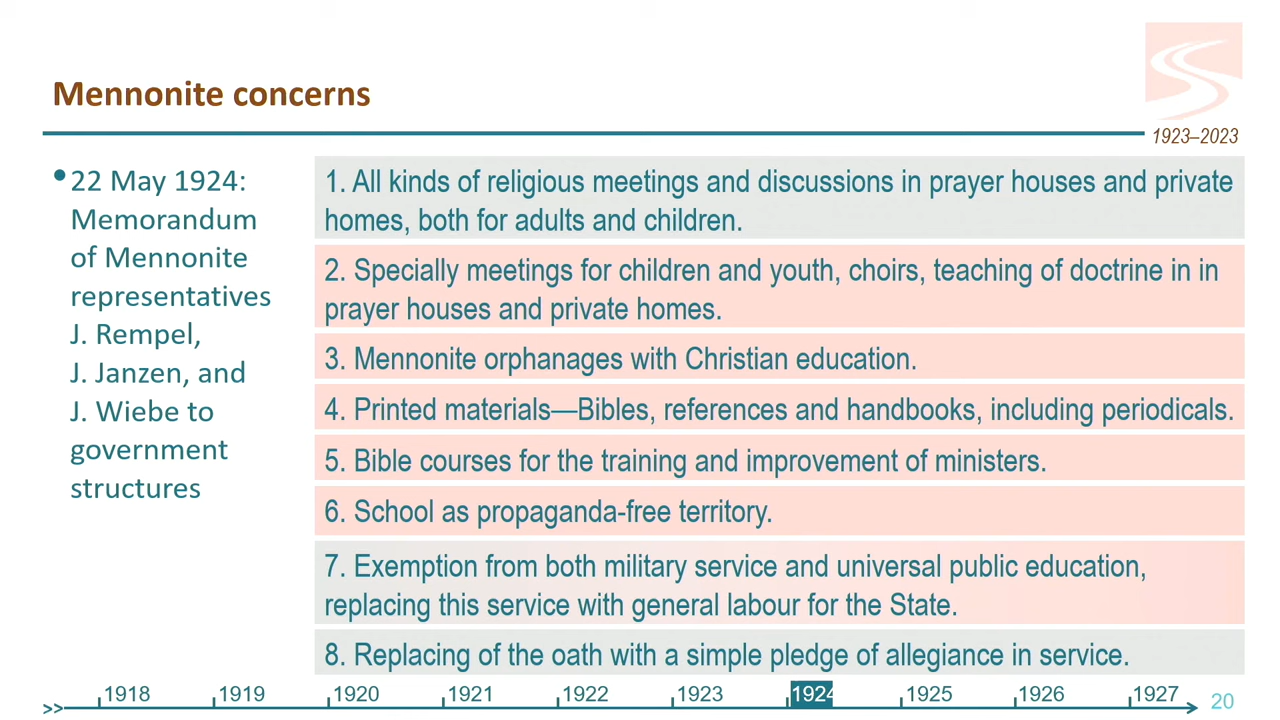 Mennonite concerns
1923–2023
•22 May 1924:
Memorandum
of Mennonite
representatives
J. Rempel,
J. Janzen, and
J. Wiebe to
government
structures
1. All kinds of religious meetings and discussions in prayer houses and private
homes, both for adults and children.
2. Specially meetings for children and youth, choirs, teaching of doctrine in in
prayer houses and private homes.
3. Mennonite orphanages with Christian education.
4. Printed materials—Bibles, references and handbooks, including periodicals.
5. Bible courses for the training and improvement of ministers.
6. School as propaganda-free territory.
7. Exemption from both military service and universal public education,
replacing this service with general labour for the State.
8. Replacing of the oath with a simple pledge of allegiance in service.
>> 1918 1919 1920 1921 1922 1923 1924 1925 1926 1927 20